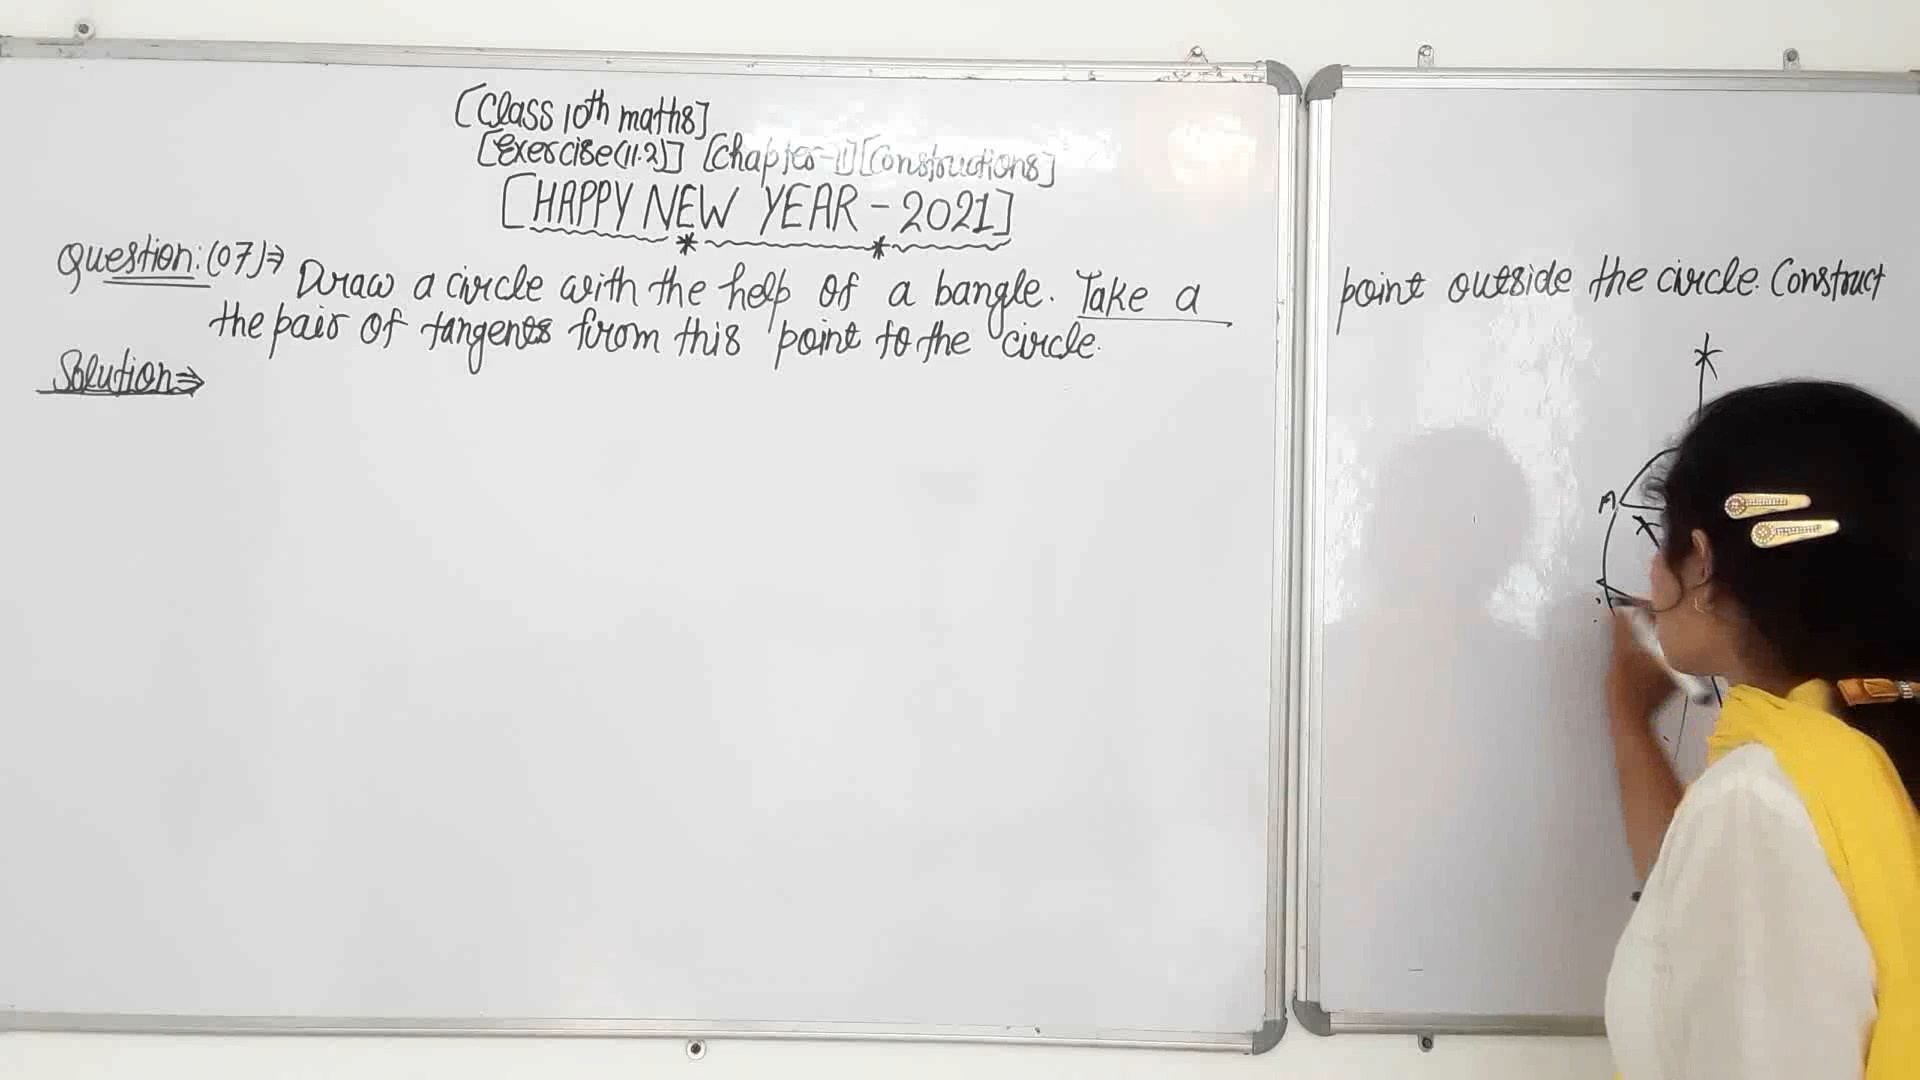 [Class 10th maths]
[Exercise(11.2)] [Chapter-11] [Constructions]
[HAPPY NEW YEAR - 2021]
Question:(07)⇒ Draw a circle with the help of a bangle. Take a point outside the circle. Construct
the pair of tangents from this point to the circle.
Solution⇒
A